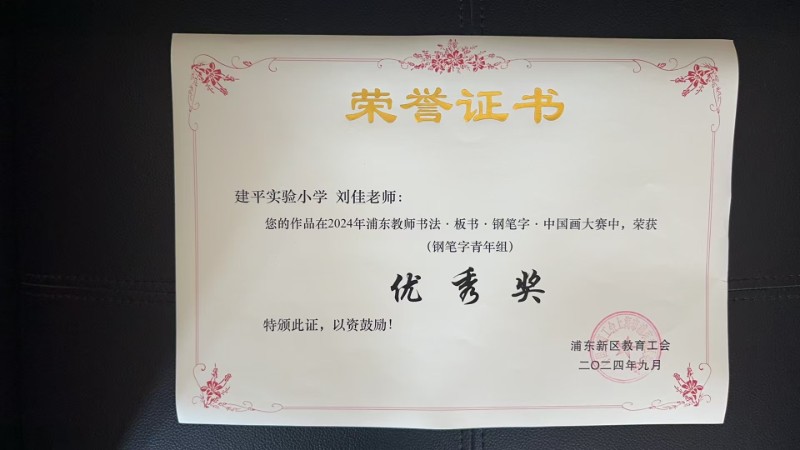 荣誉证书
建平实验小学 刘佳老师：
您的作品在2024年浦东教师书法·板书·钢笔字·中国画大赛中，荣获
（钢笔字青年组）
优秀奖
特颁此证，以资鼓励！
浦东新区教育工会
二〇二四年九月